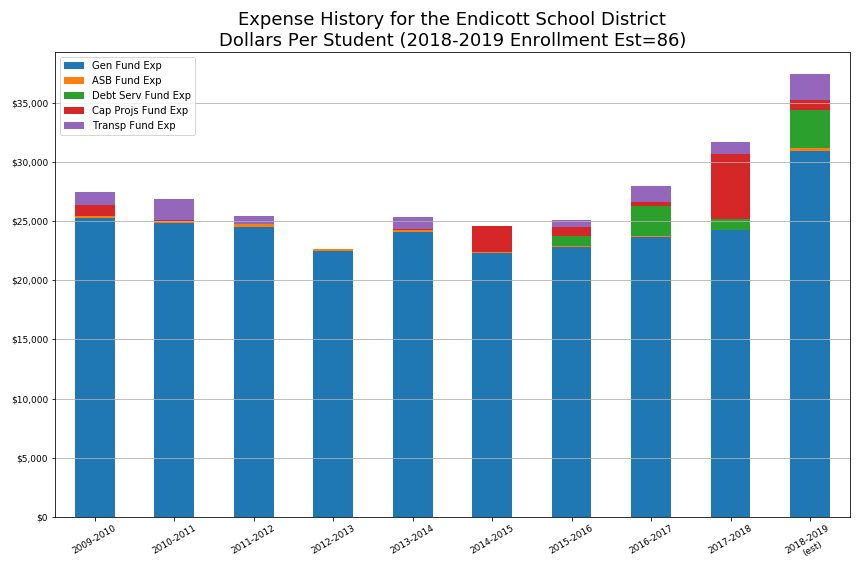 Expense History for the Endicott School District
Dollars Per Student (2018-2019 Enrollment Est=86)
Gen Fund Exp
ASB Fund Exp
Debt Serv Fund Exp
Cap Projs Fund Exp
Transp Fund Exp
$35,000
$30,000
$25,000
$20,000
$15,000
$10,000
$5,000
$0
2009-2010
2010-2011
2011-2012
2012-2013
2013-2014
2014-2015
2015-2016
2016-2017
2017-2018
2018-2019
(est)